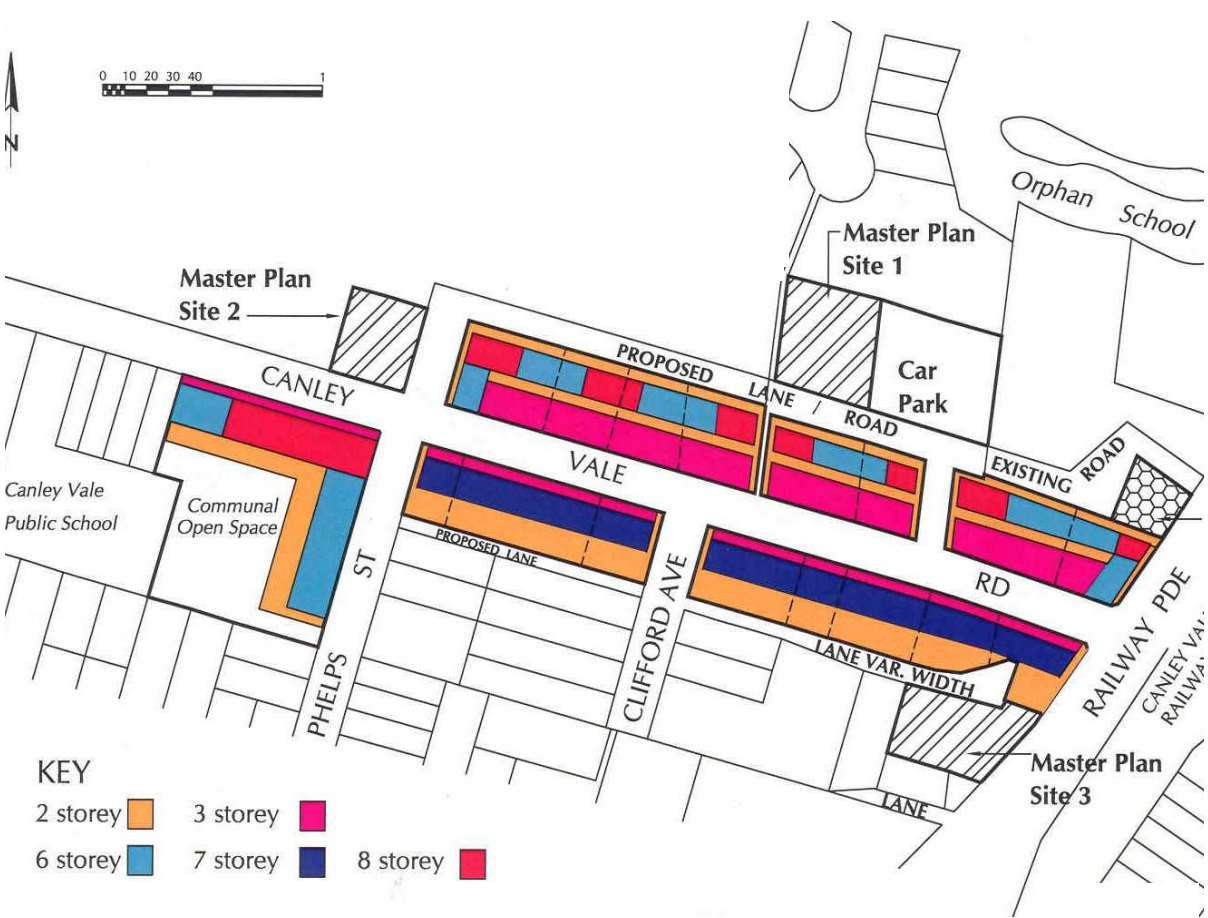 0 10 20 30 40 1
N
Orphan School
Master Plan
Site 1
Master Plan
Site 2
PROPOSED LANE / ROAD
CANLEY VALE RD
Car
Park
EXISTING ROAD
Canley Vale
Public School
Communal
Open Space
PROPOSED LANE
PHELPS ST
CLIFFORD AVE
LANE VAR. WIDTH
RAILWAY PDE
CANLEY VAL
RAILWAY
Master Plan
Site 3
LANE
KEY
2 storey 3 storey
6 storey 7 storey 8 storey